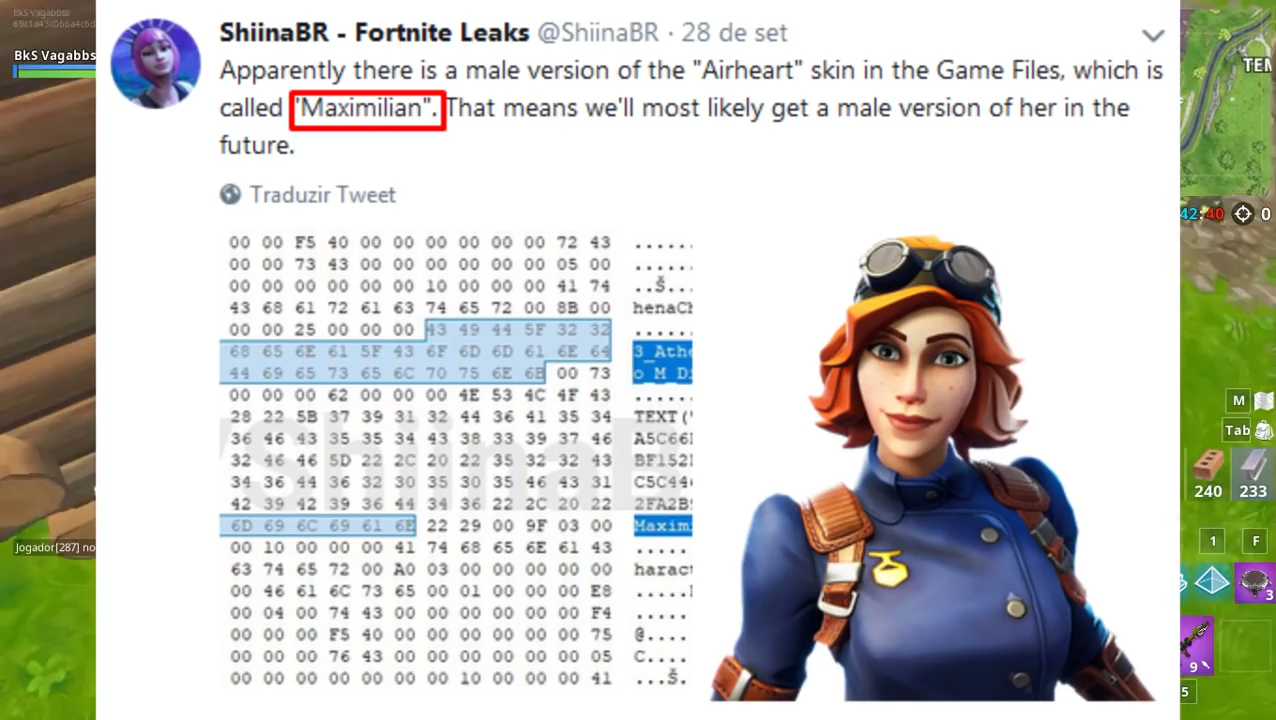 69c1a43c066a4c6d
BkS Vagabbs
ShiinaBR - Fortnite Leaks @ShiinaBR · 28 de set
Apparently there is a male version of the "Airheart" skin in the Game Files, which is
called "Maximilian". That means we'll most likely get a male version of her in the
future.
Traduzir Tweet
00 00 F5 40 00 00 00 00 00 00 72 43 ......
00 00 73 43 00 00 00 00 00 00 05 00 ......
00 00 00 00 00 00 10 00 00 00 41 74 ..Š...
43 68 61 72 61 63 74 65 72 00 8B 00 henaCh
00 00 25 00 00 00 43 49 44 5F 32 32 ......
68 65 6E 61 5F 43 6F 6D 6D 61 6E 64 3_Athe
44 69 65 73 65 6C 70 75 6E 6B 00 73 o_M_Di
00 00 00 62 00 00 00 4E 53 4C 4F 43 ......
28 22 5B 37 39 31 32 44 36 41 35 34 TEXT("
36 46 43 35 35 34 43 38 33 39 37 46 A5C66
32 46 46 5D 22 2C 20 22 35 32 32 43 BF152
34 36 44 36 32 30 35 30 35 46 43 31 C5C44
42 39 42 39 36 44 34 36 22 2C 20 22 2FA2B
6D 69 6C 69 61 6E 22 29 00 9F 03 00 Maxim
00 10 00 00 00 41 74 68 65 6E 61 43 ......
63 74 65 72 00 A0 03 00 00 00 00 00 haract
00 46 61 6C 73 65 00 01 00 00 00 E8 .....
00 04 00 74 43 00 00 00 00 00 00 F4 ......
00 00 00 F5 40 00 00 00 00 00 00 75 @....
00 00 00 76 43 00 00 00 00 00 00 05 C....
00 00 00 00 00 00 00 10 00 00 00 41 ...Š.
ShiinaB
Jogador[287] no
TEM
42:40 0
M
Tab
240 233
1 F
3
9
5